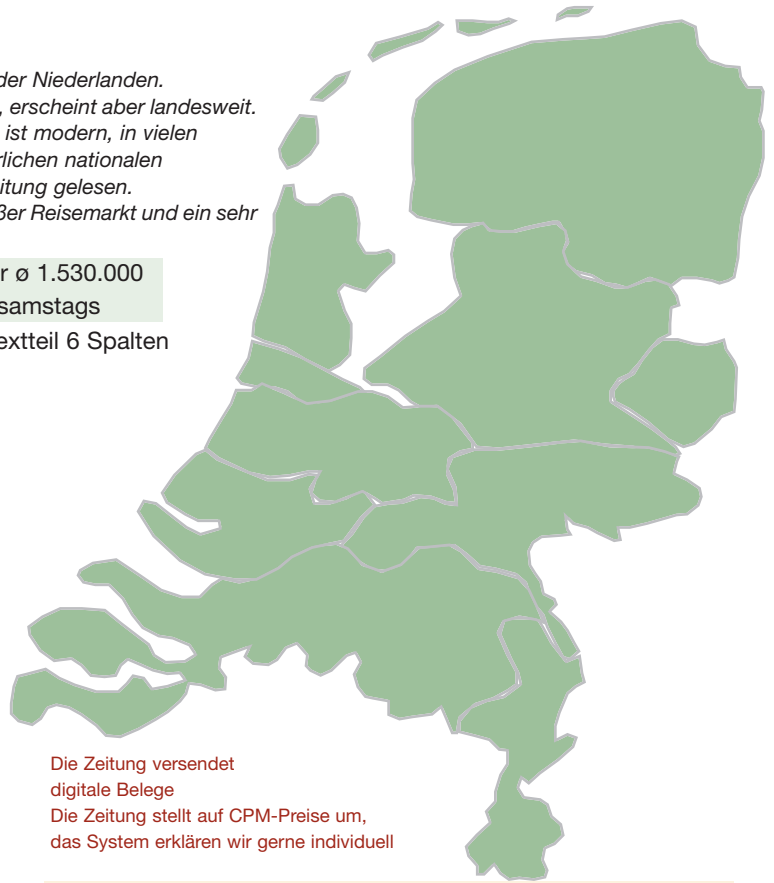 der Niederlanden.
, erscheint aber landesweit.
ist modern, in vielen
rlichen nationalen
itung gelesen.
ßer Reisemarkt und ein sehr
r ø 1.530.000
samstags
extteil 6 Spalten
Die Zeitung versendet
digitale Belege
Die Zeitung stellt auf CPM-Preise um,
das System erklären wir gerne individuell